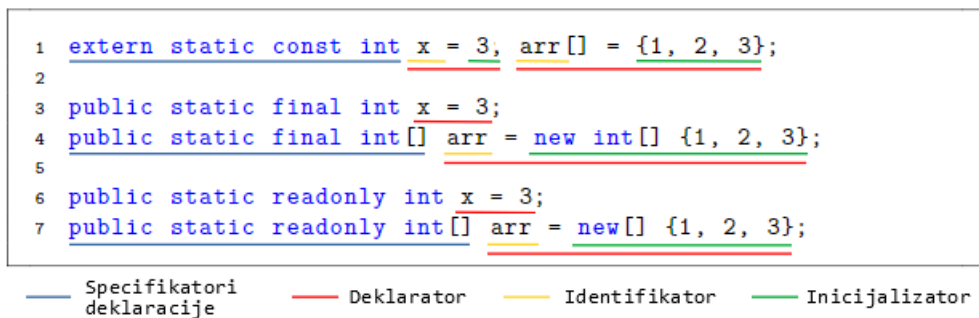 1 extern static const int x = 3, arr[] = {1, 2, 3};
2
3 public static final int x = 3;
4 public static final int[] arr = new int[] {1, 2, 3};
5
6 public static readonly int x = 3;
7 public static readonly int[] arr = new[] {1, 2, 3};
Specifikatori deklaracije Deklarator Identifikator Inicijalizator